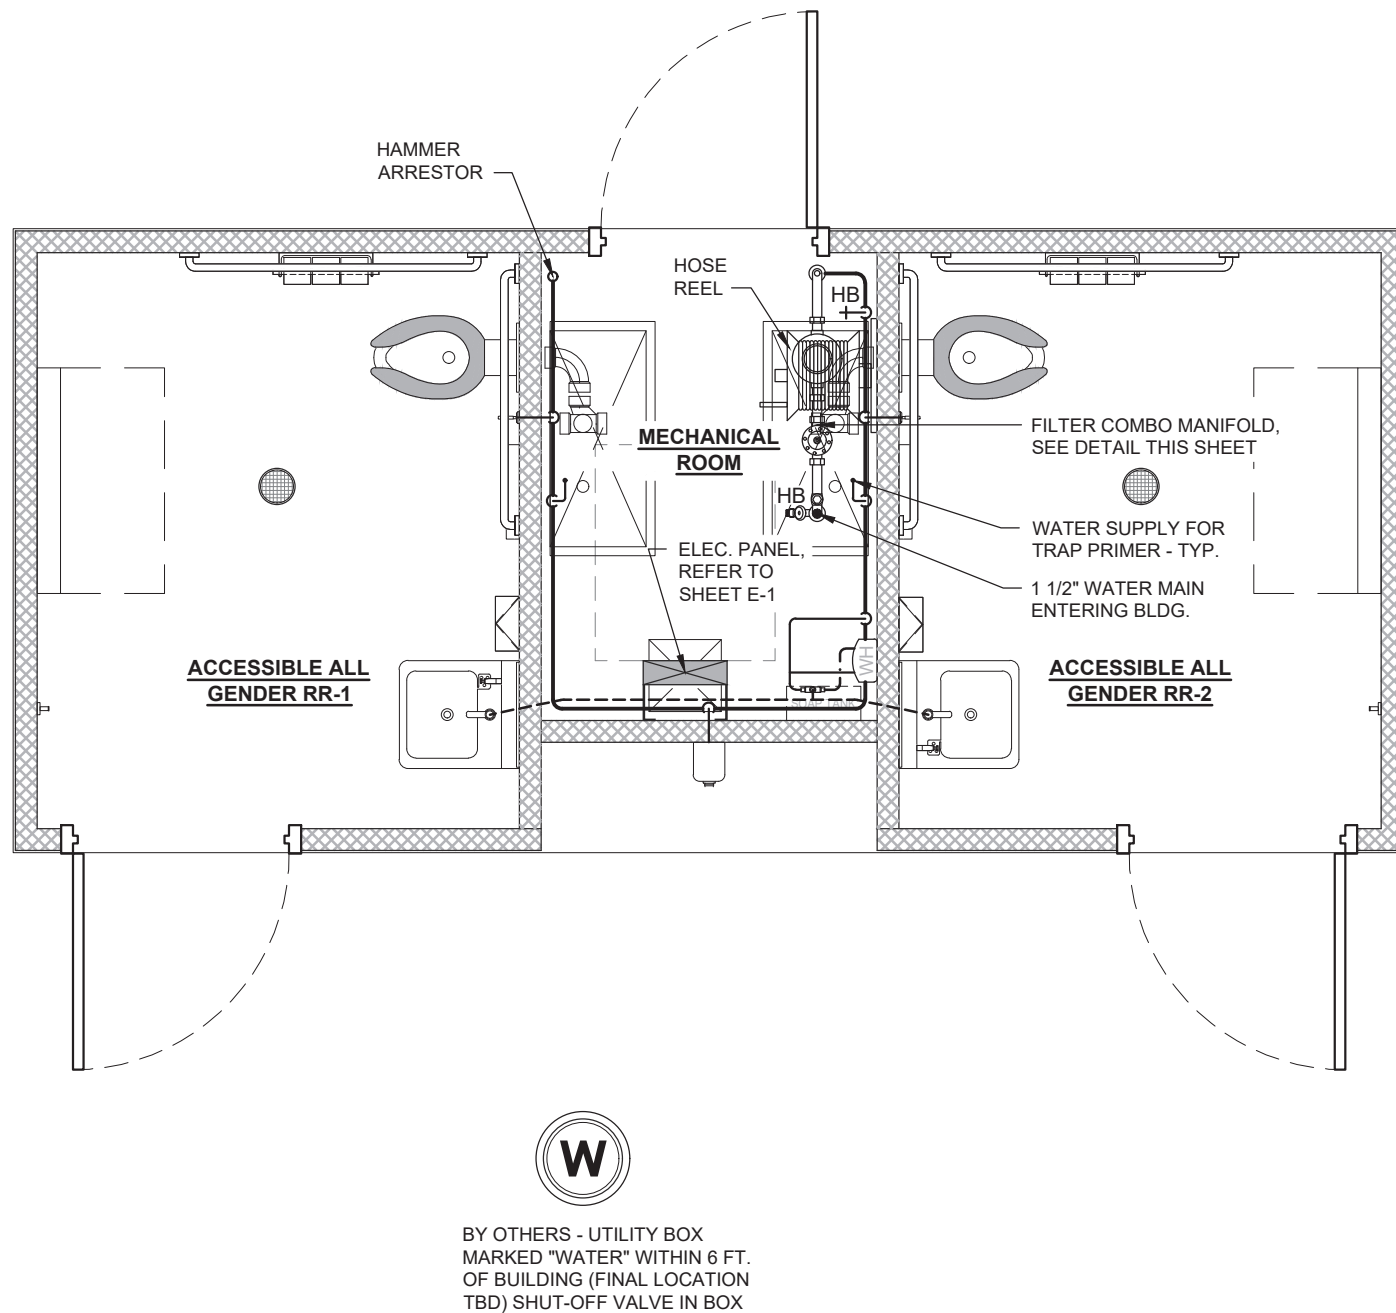 HAMMER
ARRESTOR
HOSE
REEL
HB
MECHANICAL
ROOM
FILTER COMBO MANIFOLD,
SEE DETAIL THIS SHEET
HB
WATER SUPPLY FOR
TRAP PRIMER - TYP.
ELEC. PANEL,
REFER TO
SHEET E-1
1 1/2" WATER MAIN
ENTERING BLDG.
WH
ACCESSIBLE ALL
GENDER RR-1
ACCESSIBLE ALL
GENDER RR-2
SOAP TANK
W
BY OTHERS - UTILITY BOX
MARKED "WATER" WITHIN 6 FT.
OF BUILDING (FINAL LOCATION
TBD) SHUT-OFF VALVE IN BOX